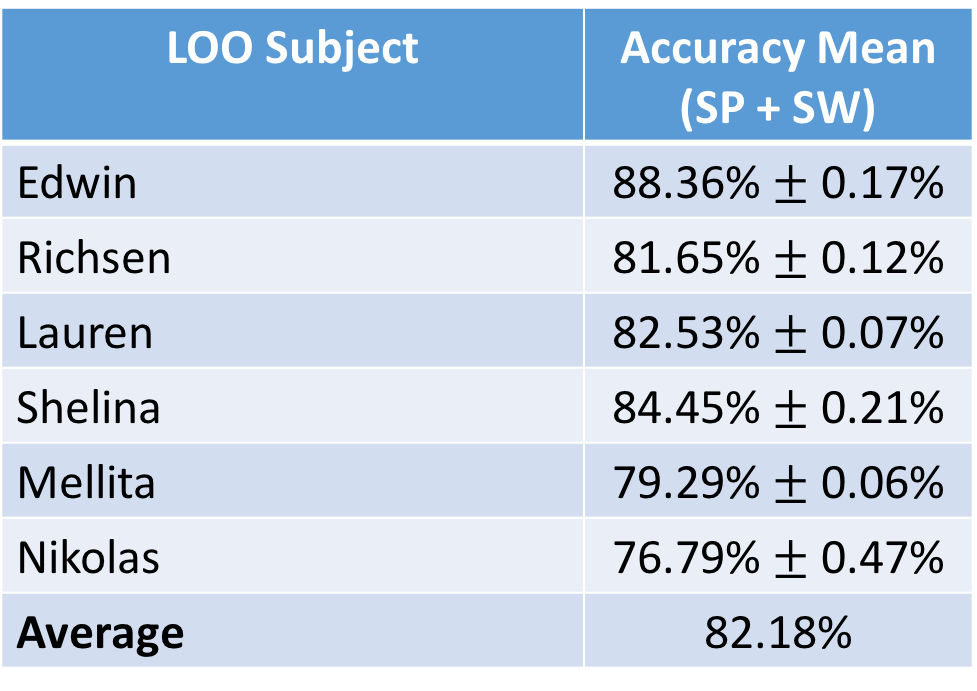 LOO Subject
Accuracy Mean
(SP + SW)
Edwin
88.36% ± 0.17%
Richsen
81.65% ± 0.12%
Lauren
82.53% ± 0.07%
Shelina
84.45% ± 0.21%
Mellita
79.29% ± 0.06%
Nikolas
76.79% ± 0.47%
Average
82.18%